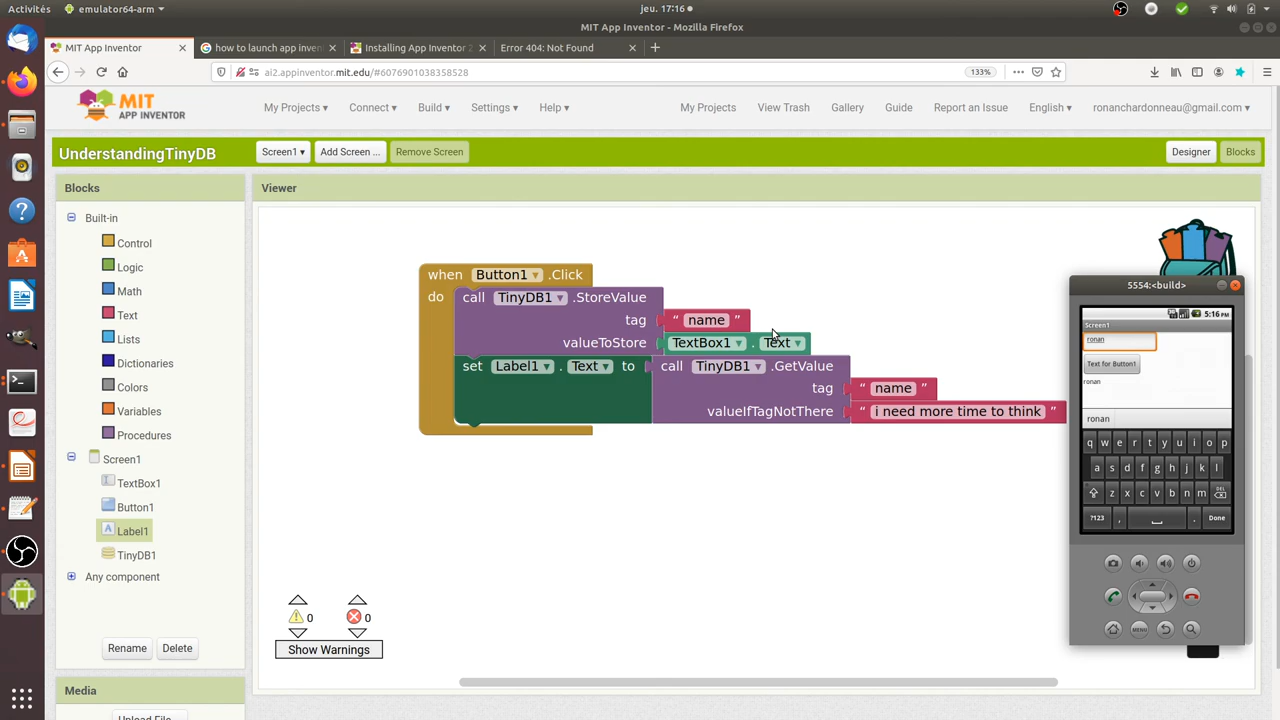 Activités
emulator64-arm ▾
jeu. 17:16
MIT App Inventor - Mozilla Firefox
MIT App Inventor
how to launch app inven
Installing App Inventor 2
Error 404: Not Found
ai2.appinventor.mit.edu/#6076901038358528
133%
MIT
APP INVENTOR
My Projects ▾
Connect ▾
Build ▾
Settings ▾
Help ▾
My Projects
View Trash
Gallery
Guide
Report an Issue
English ▾
ronanchardonneau@gmail.com ▾
UnderstandingTinyDB
Screen1 ▾
Add Screen ...
Remove Screen
Designer
Blocks
Blocks
Viewer
Built-in
Control
Logic
Math
Text
Lists
Dictionaries
Colors
Variables
Procedures
Screen1
TextBox1
Button1
Label1
TinyDB1
Any component
Rename
Delete
Media
Upload File ...
when Button1 .Click
do call TinyDB1 .StoreValue
tag “ name ”
valueToStore TextBox1 . Text
set Label1 . Text to call TinyDB1 .GetValue
tag “ name ”
valueIfTagNotThere “ i need more time to think
0
0
Show Warnings
5554:<build>
5:16 PM
Screen1
ronan
Text for Button1
ronan
ronan
q w e r t y u i o p
a s d f g h j k l
z x c v b n m DEL
?123 , . Done
MENU